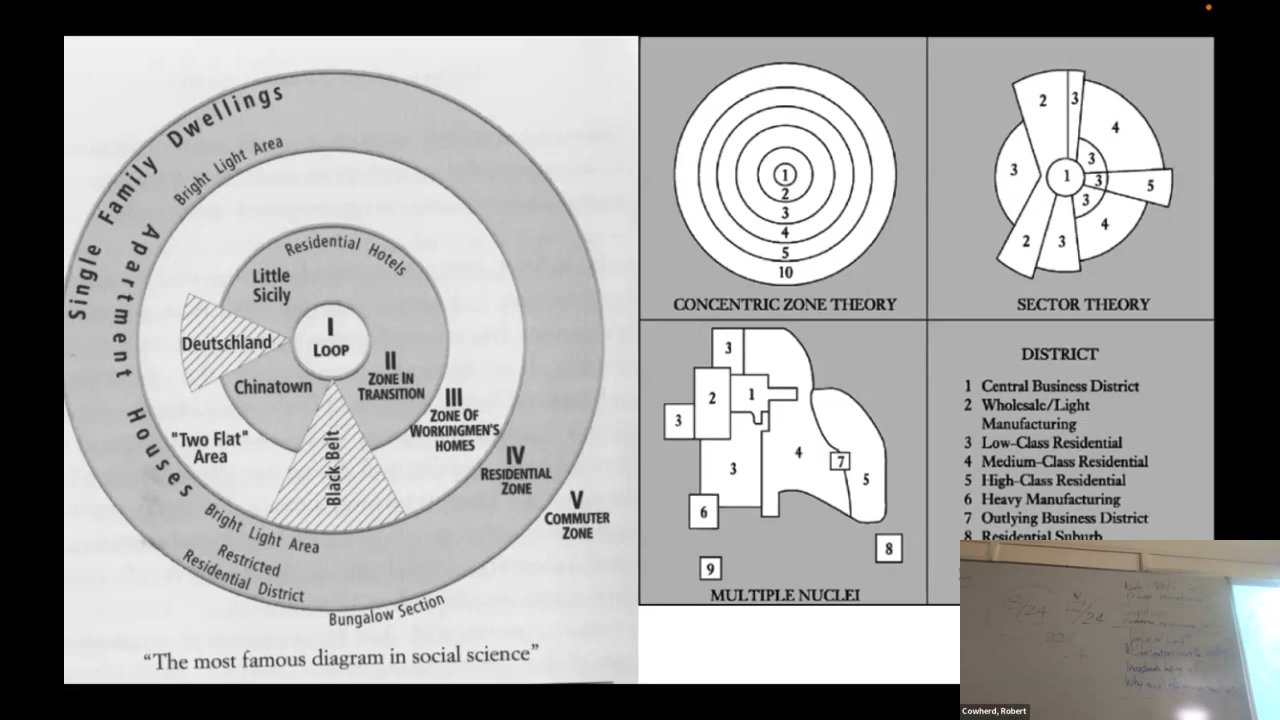 Single Family Dwellings
Bright Light Area
Apartment Houses
Residential Hotels
Little
Sicily
I
LOOP
Deutschland
II
ZONE IN
TRANSITION
Chinatown
III
ZONE OF
WORKINGMEN'S
HOMES
"Two Flat"
Area
Black Belt
IV
RESIDENTIAL
ZONE
V
COMMUTER
ZONE
Bright Light Area
Restricted
Residential District
Bungalow Section
“The most famous diagram in social science”
1
2
3
4
5
10
CONCENTRIC ZONE THEORY
2 3
4
3
3 1 3 5
3
4
2 3
SECTOR THEORY
3
2 1
3
4
3 7 5
6
8
9
MULTIPLE NUCLEI
DISTRICT
1 Central Business District
2 Wholesale/Light
Manufacturing
3 Low-Class Residential
4 Medium-Class Residential
5 High-Class Residential
6 Heavy Manufacturing
7 Outlying Business District
8 Residential Suburb
Cowherd, Robert